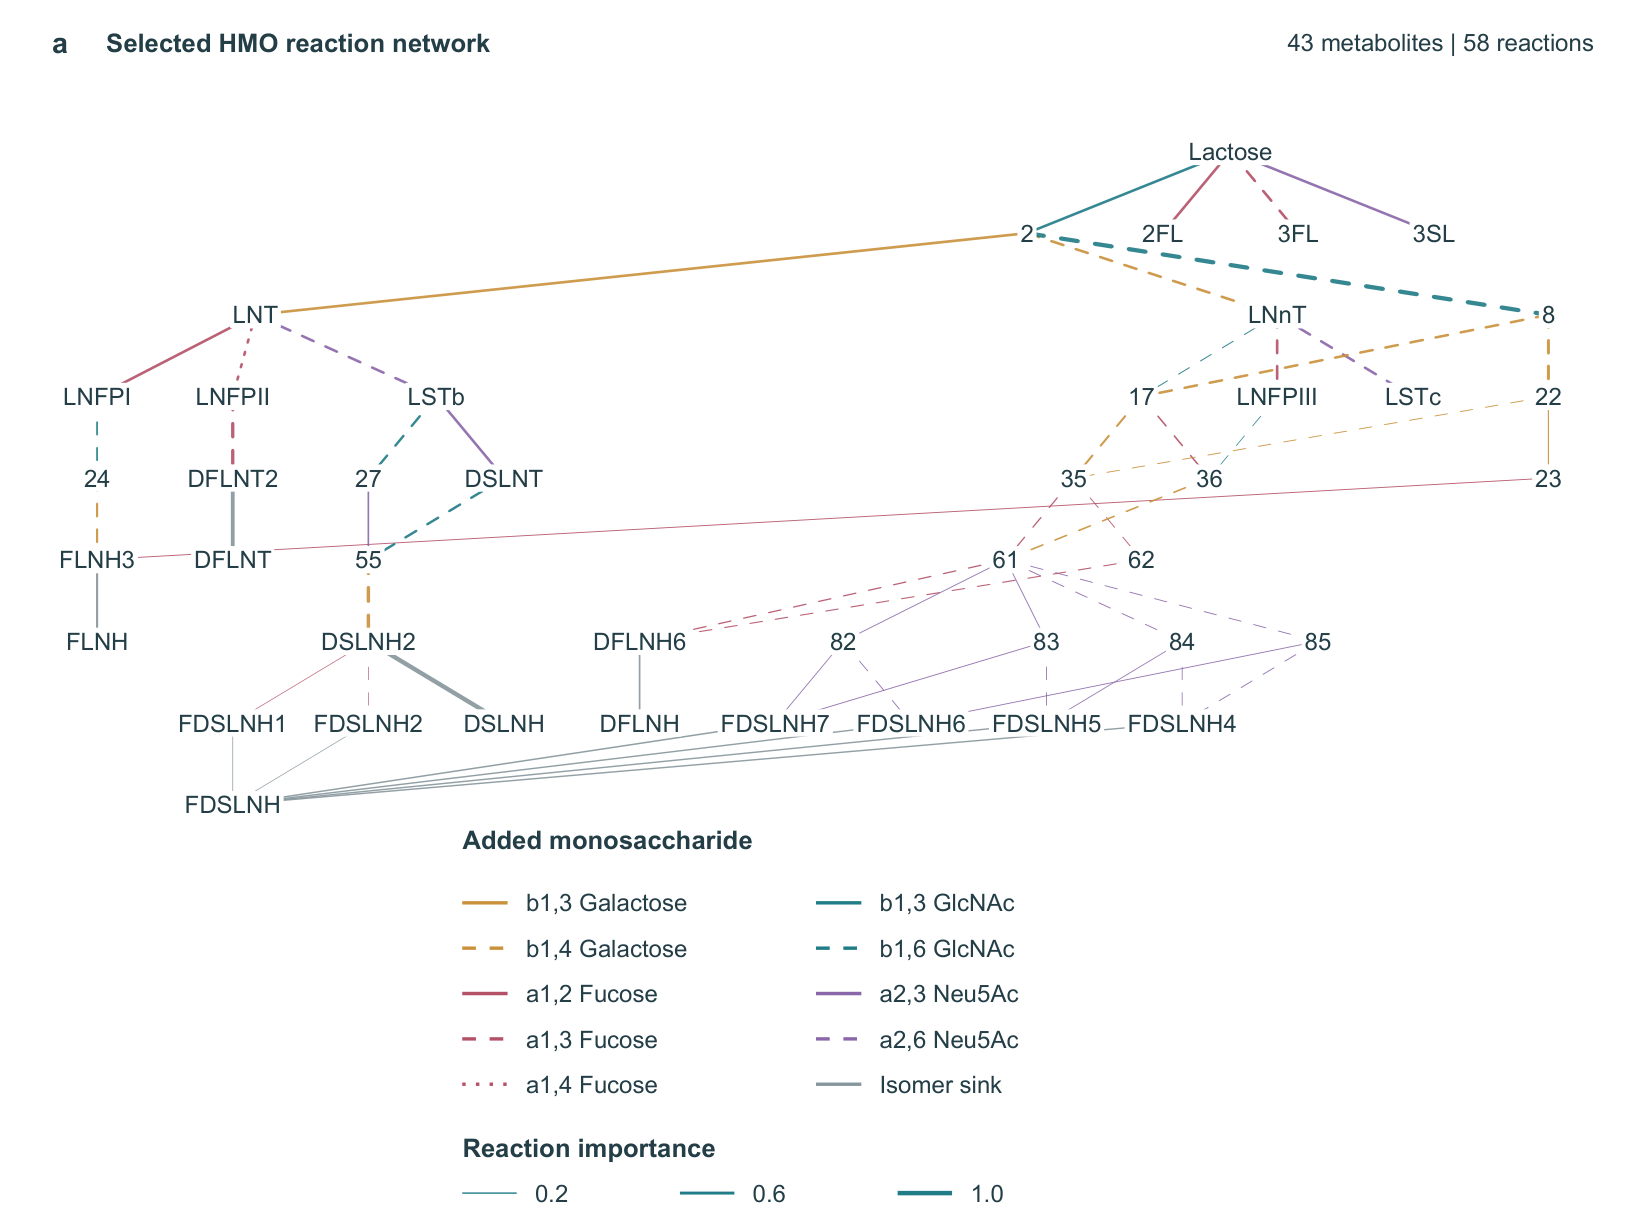 a Selected HMO reaction network 43 metabolites | 58 reactions
Lactose
2 2FL 3FL 3SL
LNT LNnT 8
LNFPI LNFPII LSTb 17 LNFPIII LSTc 22
24 DFLNT2 27 DSLNT 35 36 23
FLNH3 DFLNT 55 61 62
FLNH DSLNH2 DFLNH6 82 83 84 85
FDSLNH1 FDSLNH2 DSLNH DFLNH FDSLNH7 FDSLNH6 FDSLNH5 FDSLNH4
FDSLNH
Added monosaccharide
b1,3 Galactose b1,3 GlcNAc
b1,4 Galactose b1,6 GlcNAc
a1,2 Fucose a2,3 Neu5Ac
a1,3 Fucose a2,6 Neu5Ac
a1,4 Fucose Isomer sink
Reaction importance
0.2 0.6 1.0